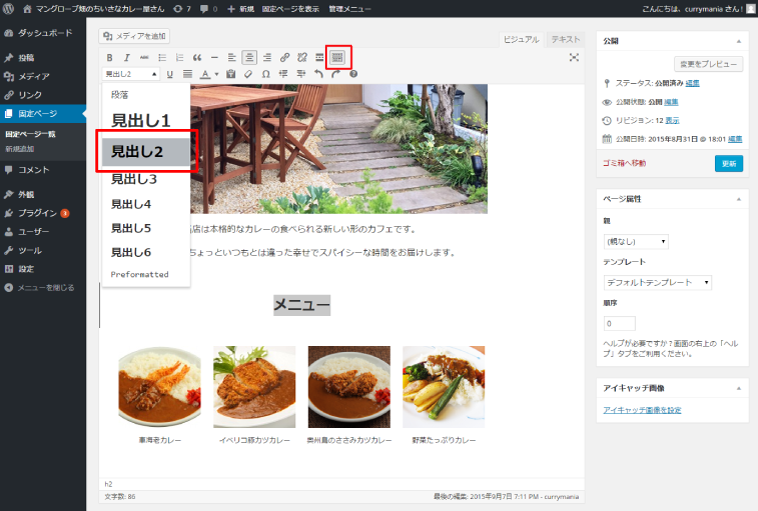 マングローブ畑のちいさなカレー屋さん
7
0
新規
固定ページを表示
管理メニュー
こんにちは、currymania さん !
ダッシュボード
投稿
メディア
リンク
固定ページ
固定ページ一覧
新規追加
コメント
外観
プラグイン 3
ユーザー
ツール
設定
メニューを閉じる
メディアを追加
ビジュアル
テキスト
B I ABC
見出し2
U A
段落
見出し1
見出し2
見出し3
見出し4
見出し5
見出し6
Preformatted
店は本格的なカレーの食べられる新しい形のカフェです。
ちょっといつもとは違った幸せでスパイシーな時間をお届けします。
メニュー
車海老カレー
イベリコ豚カツカレー
奥州真のささみカツカレー
野菜たっぷりカレー
h2
文字数: 86
最後の編集: 2015年9月7日 7:11 PM - currymania
公開
変更をプレビュー
ステータス: 公開済み 編集
公開状態: 公開 編集
リビジョン: 12 表示
公開日時: 2015年8月31日 @ 18:01 編集
ゴミ箱へ移動
更新
ページ属性
親
(親なし)
テンプレート
デフォルトテンプレート
順序
0
ヘルプが必要ですか ? 画面の右上の「ヘル
プ」タブをご利用ください。
アイキャッチ画像
アイキャッチ画像を設定